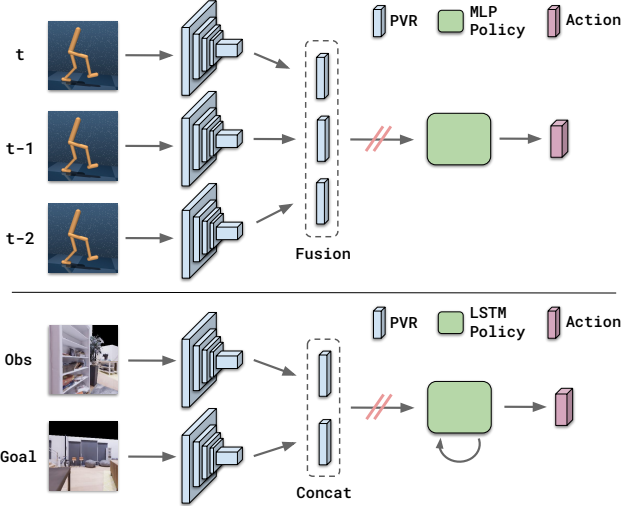 PVR
MLP
Policy
Action
t
t-1
t-2
Fusion
PVR
LSTM
Policy
Action
Obs
Goal
Concat